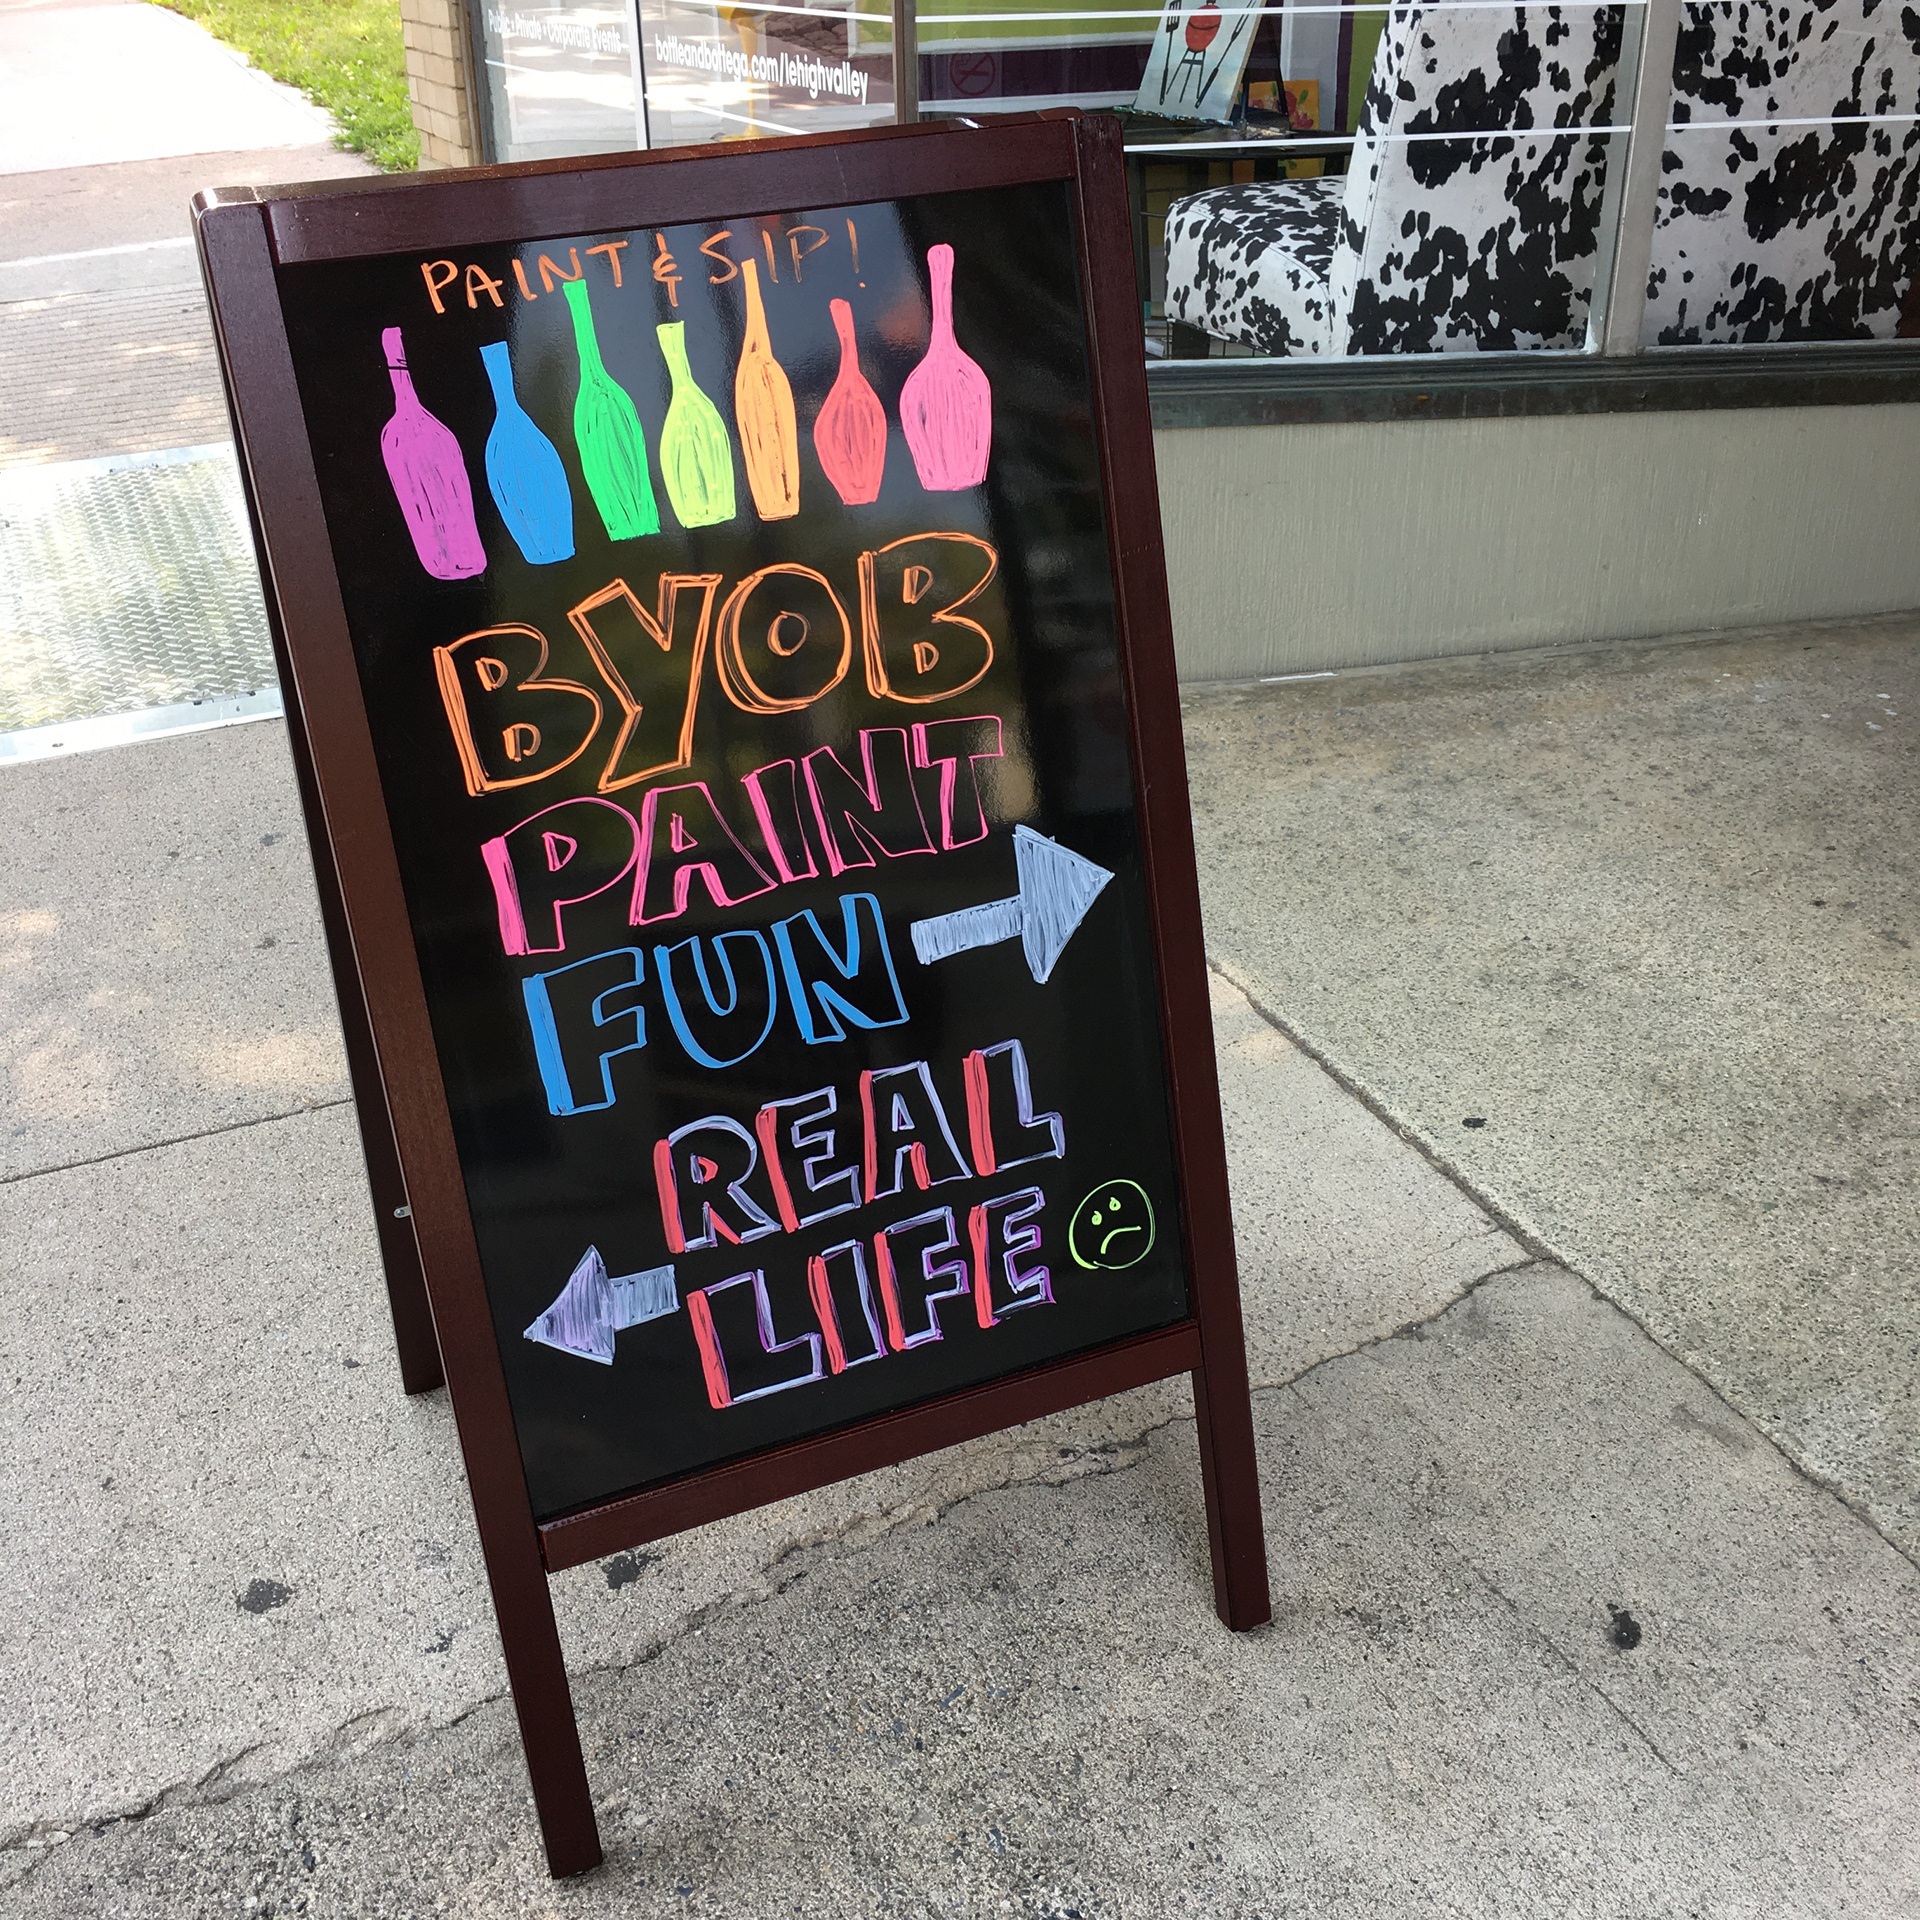 Public • Private • Corporate Events
bottleandbottega.com/lehighvalley
PAINT & SIP!
BYOB
PAINT
FUN
REAL
LIFE